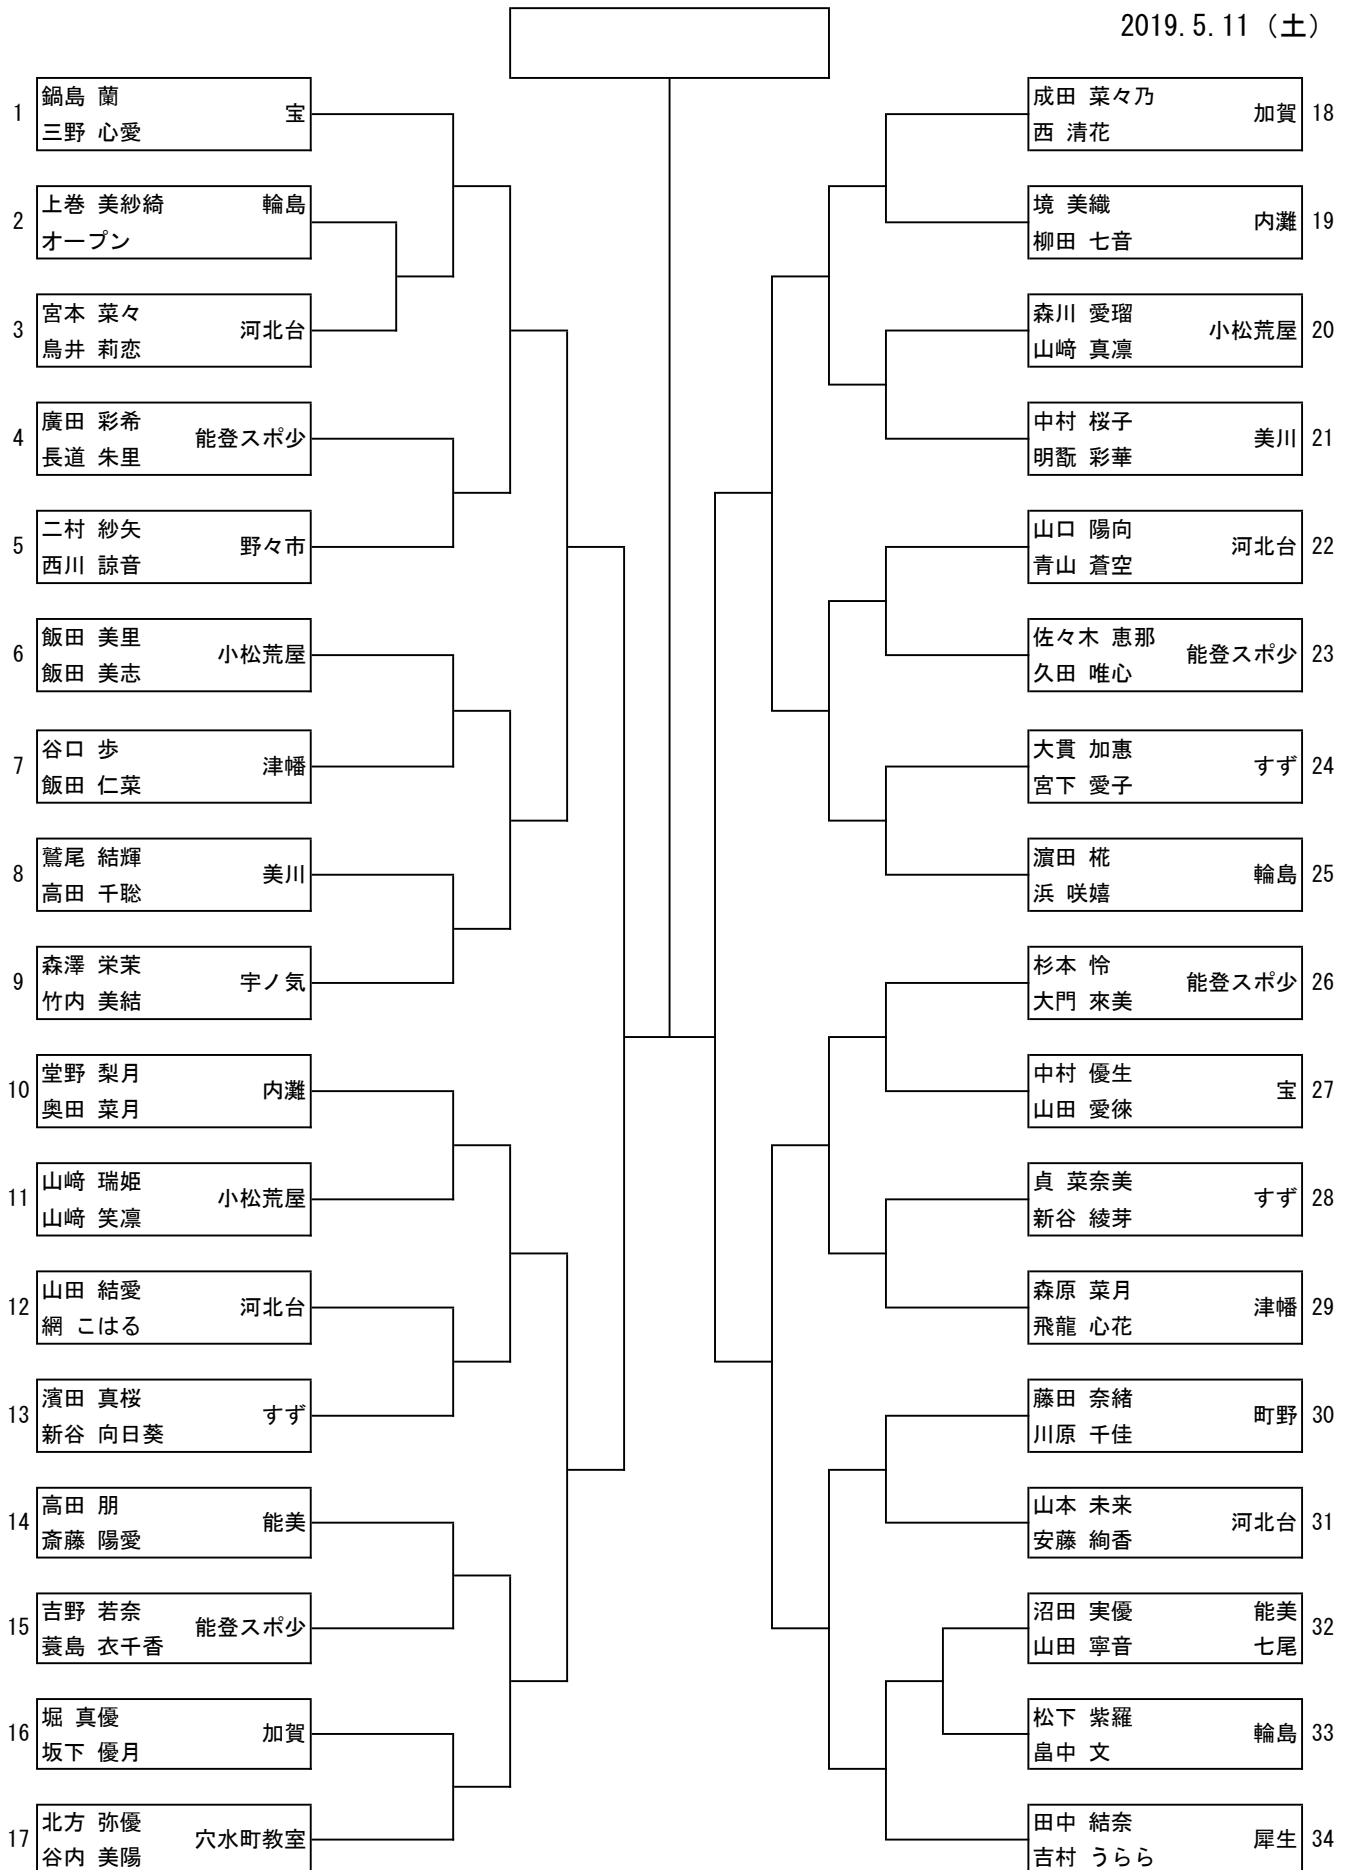 2019.5.11 (土)
1 鍋島 蘭 宝
三野 心愛
2 上巻 美紗綺 輪島
オープン
3 宮本 菜々 河北台
鳥井 莉恋
4 廣田 彩希 能登スポ少
長道 朱里
5 二村 紗矢 野々市
西川 諒音
6 飯田 美里 小松荒屋
飯田 美志
7 谷口 歩 津幡
飯田 仁菜
8 鷲尾 結輝 美川
高田 千聡
9 森澤 栄茉 宇ノ気
竹内 美結
10 堂野 梨月 内灘
奥田 菜月
11 山﨑 瑞姫 小松荒屋
山﨑 笑凛
12 山田 結愛 河北台
網 こはる
13 濱田 真桜 すず
新谷 向日葵
14 高田 朋 能美
斎藤 陽愛
15 吉野 若奈 能登スポ少
蓑島 衣千香
16 堀 真優 加賀
坂下 優月
17 北方 弥優 穴水町教室
谷内 美陽
成田 菜々乃 加賀 18
西 清花
境 美織 内灘 19
柳田 七音
森川 愛瑠 小松荒屋 20
山﨑 真凛
中村 桜子 美川 21
明翫 彩華
山口 陽向 河北台 22
青山 蒼空
佐々木 恵那 能登スポ少 23
久田 唯心
大貫 加惠 すず 24
宮下 愛子
濵田 椛 輪島 25
浜 咲嬉
杉本 怜 能登スポ少 26
大門 來美
中村 優生 宝 27
山田 愛徠
貞 菜奈美 すず 28
新谷 綾芽
森原 菜月 津幡 29
飛龍 心花
藤田 奈緒 町野 30
川原 千佳
山本 未来 河北台 31
安藤 絢香
沼田 実優 能美 32
山田 寧音 七尾
松下 紫羅 輪島 33
畠中 文
田中 結奈 犀生 34
吉村 うらら